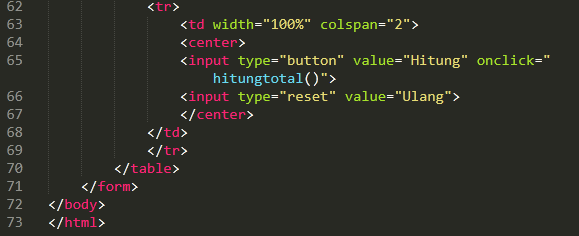 62 <tr>
63 <td width="100%" colspan="2">
64 <center>
65 <input type="button" value="Hitung" onclick="
hitungtotal()">
66 <input type="reset" value="Ulang">
67 </center>
68 </td>
69 </tr>
70 </table>
71 </form>
72 </body>
73 </html>